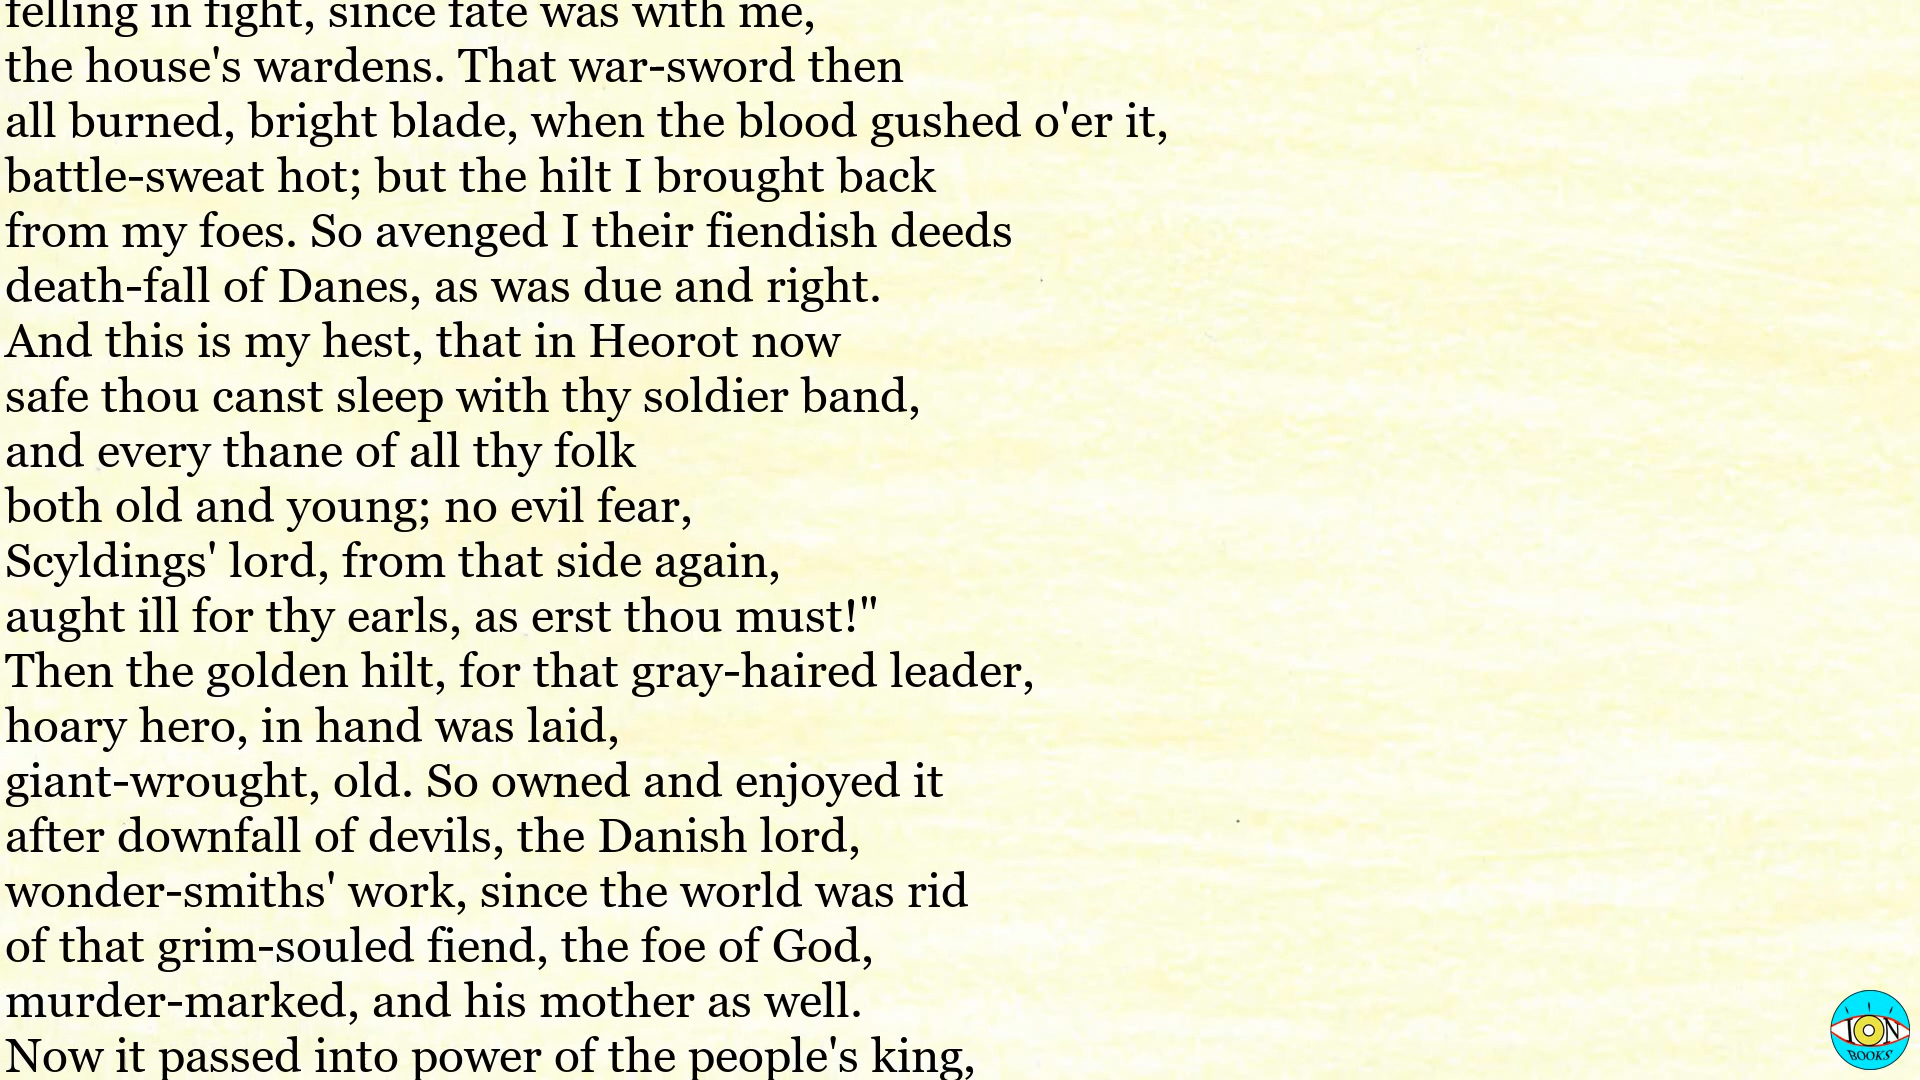 felling in fight, since fate was with me,
the house's wardens. That war-sword then
all burned, bright blade, when the blood gushed o'er it,
battle-sweat hot; but the hilt I brought back
from my foes. So avenged I their fiendish deeds
death-fall of Danes, as was due and right.
And this is my hest, that in Heorot now
safe thou canst sleep with thy soldier band,
and every thane of all thy folk
both old and young; no evil fear,
Scyldings' lord, from that side again,
aught ill for thy earls, as erst thou must!"
Then the golden hilt, for that gray-haired leader,
hoary hero, in hand was laid,
giant-wrought, old. So owned and enjoyed it
after downfall of devils, the Danish lord,
wonder-smiths' work, since the world was rid
of that grim-souled fiend, the foe of God,
murder-marked, and his mother as well.
Now it passed into power of the people's king,
ION
BOOKS